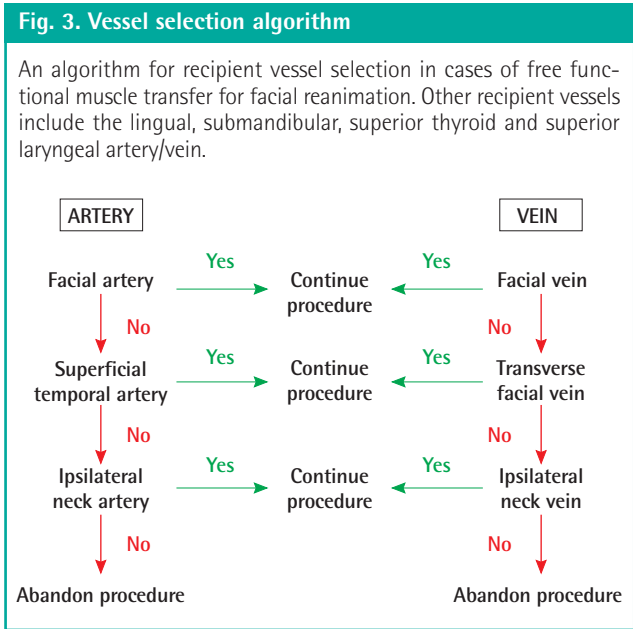 Fig. 3. Vessel selection algorithm
An algorithm for recipient vessel selection in cases of free func-
tional muscle transfer for facial reanimation. Other recipient vessels
include the lingual, submandibular, superior thyroid and superior
laryngeal artery/vein.
ARTERY VEIN
Yes Yes
Facial artery Continue Facial vein
procedure
No No
Superficial Yes Continue Yes Transverse
temporal artery procedure facial vein
No No
Ipsilateral Yes Continue Yes Ipsilateral
neck artery procedure neck vein
No No
Abandon procedure Abandon procedure